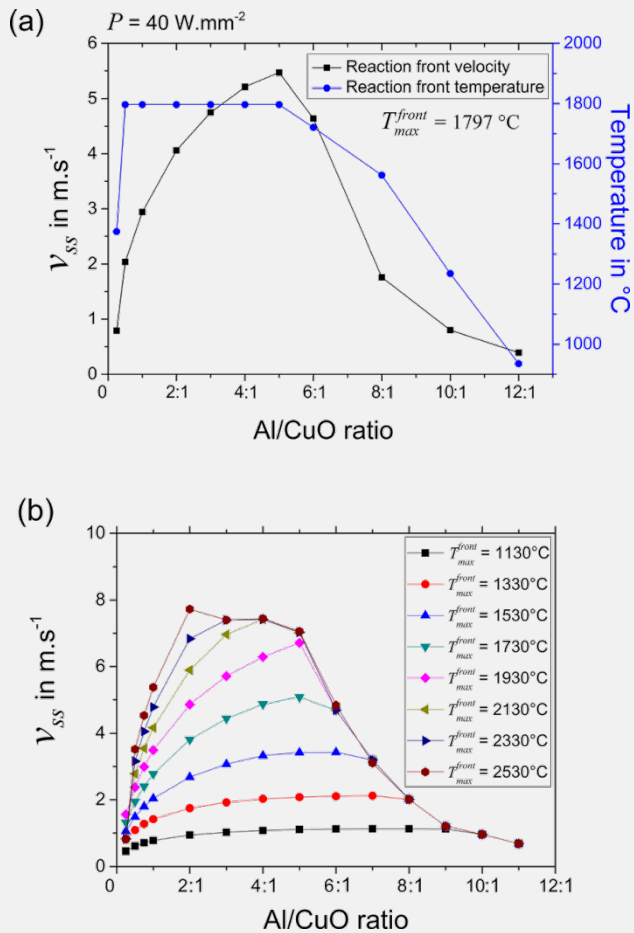 (a)
P = 40 W.mm⁻²
Reaction front velocity
Reaction front temperature
T_max^front = 1797 °C
v_ss in m.s⁻¹
6
5
4
3
2
1
0
Temperature in °C
2000
1800
1600
1400
1200
1000
0 2:1 4:1 6:1 8:1 10:1 12:1
Al/CuO ratio
(b)
v_ss in m.s⁻¹
10
8
6
4
2
0
T_max^front = 1130°C
T_max^front = 1330°C
T_max^front = 1530°C
T_max^front = 1730°C
T_max^front = 1930°C
T_max^front = 2130°C
T_max^front = 2330°C
T_max^front = 2530°C
0 2:1 4:1 6:1 8:1 10:1 12:1
Al/CuO ratio